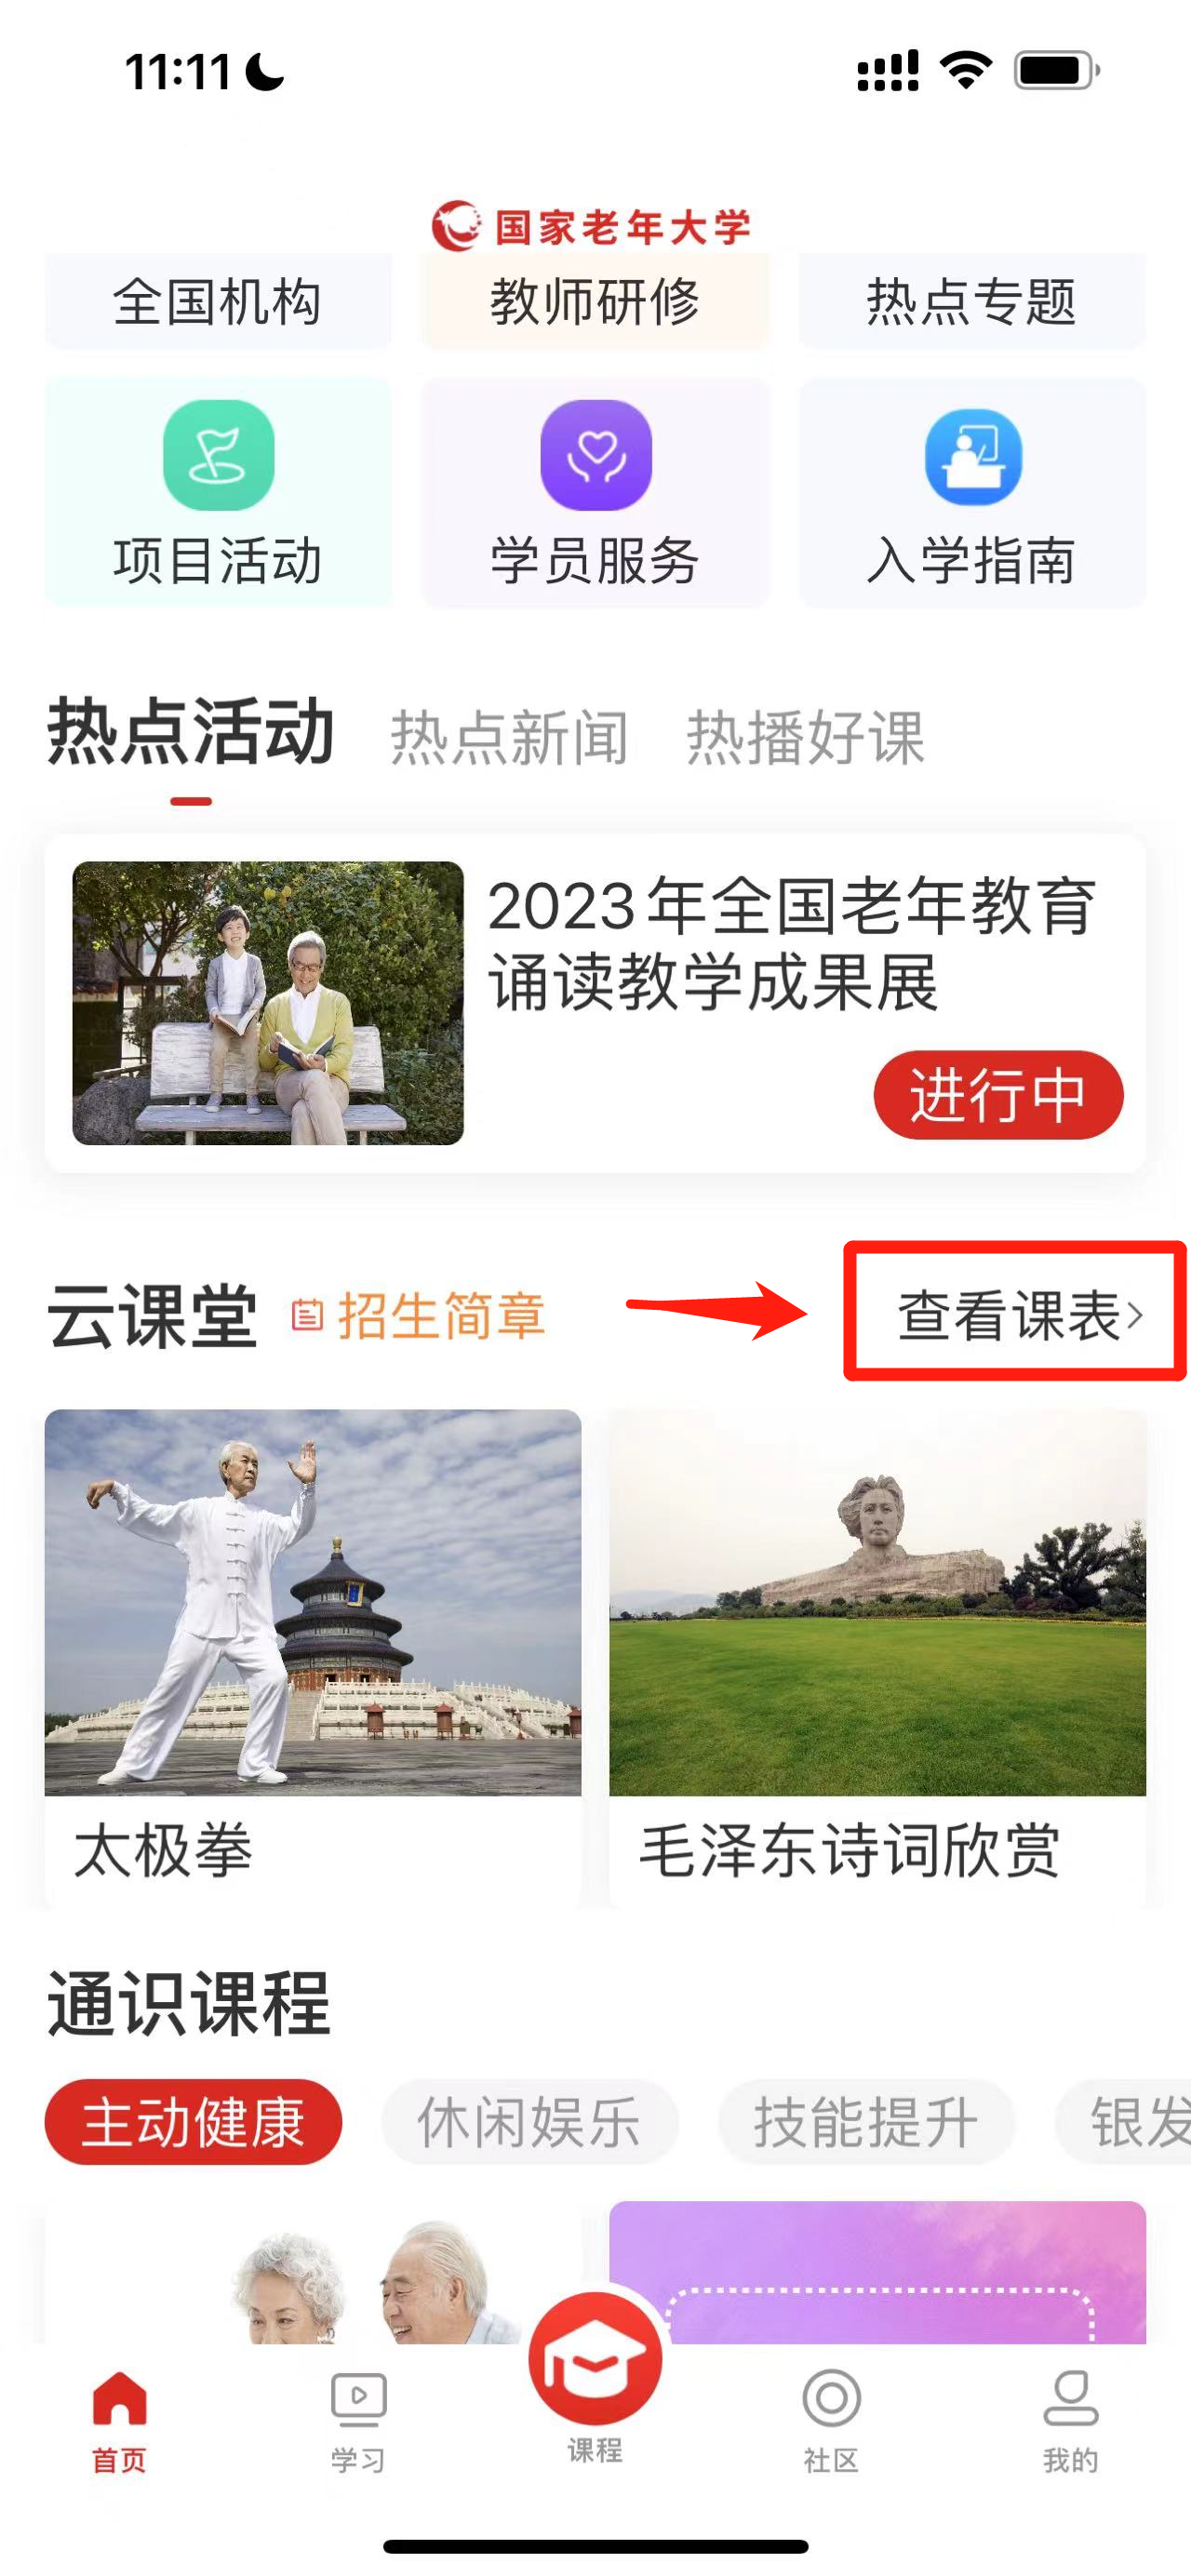 11:11
国家老年大学
全国机构 教师研修 热点专题
项目活动 学员服务 入学指南
热点活动 热点新闻 热播好课
2023年全国老年教育
诵读教学成果展
进行中
云课堂 招生简章 查看课表
太极拳 毛泽东诗词欣赏
通识课程
主动健康 休闲娱乐 技能提升 银发
首页 学习 课程 社区 我的